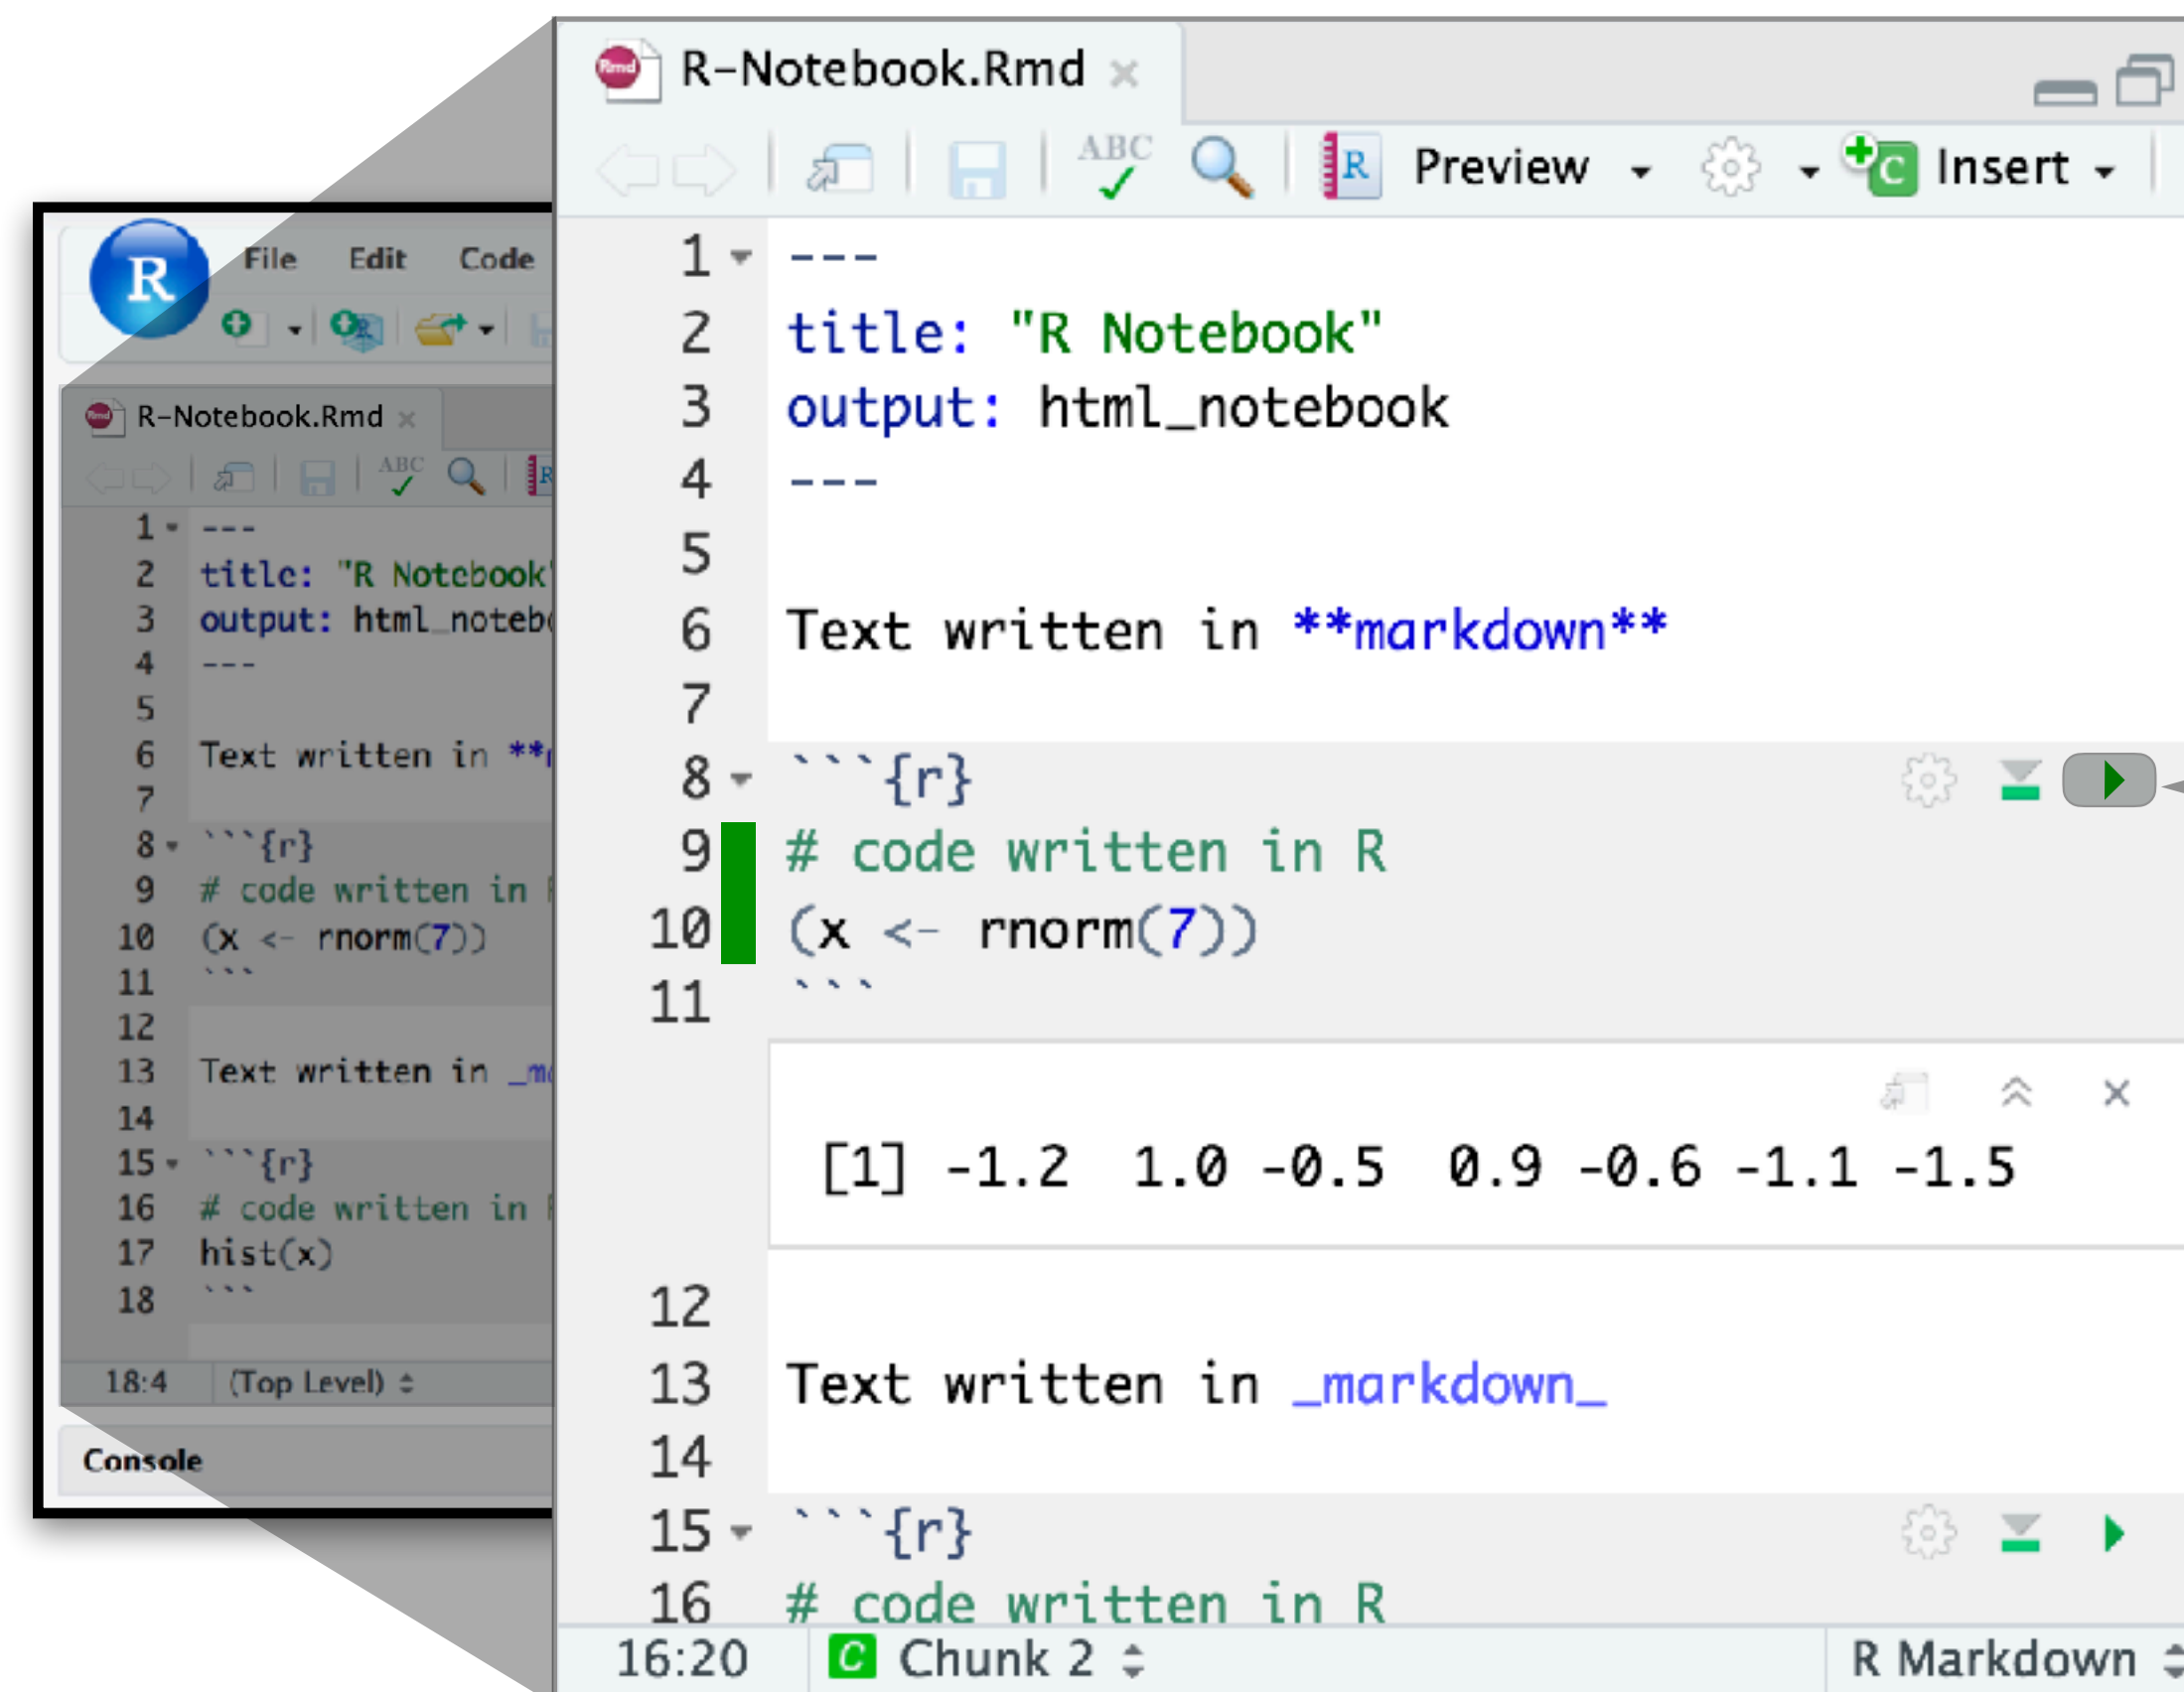 R
File Edit Code
R-Notebook.Rmd
ABC
1 ---
2 title: "R Notebook"
3 output:
4 ---
5
6 Text written in
7
8 ```{r}
9 # code written in
10 (x <- rnorm(7))
11 ```
12
13 Text written in
14
15 ```{r}
16 # code written in
17 hist(x)
18 ```
18:4 (Top Level)
Console
Rmd R-Notebook.Rmd
ABC R Preview C Insert
1 ---
2 title: "R Notebook"
3 output: html_notebook
4 ---
5
6 Text written in **markdown**
7
8 ```{r}
9 # code written in R
10 (x <- rnorm(7))
11 ```
[1] -1.2 1.0 -0.5 0.9 -0.6 -1.1 -1.5
12
13 Text written in _markdown_
14
15 ```{r}
16 # code written in R
16:20 C Chunk 2 R Markdown